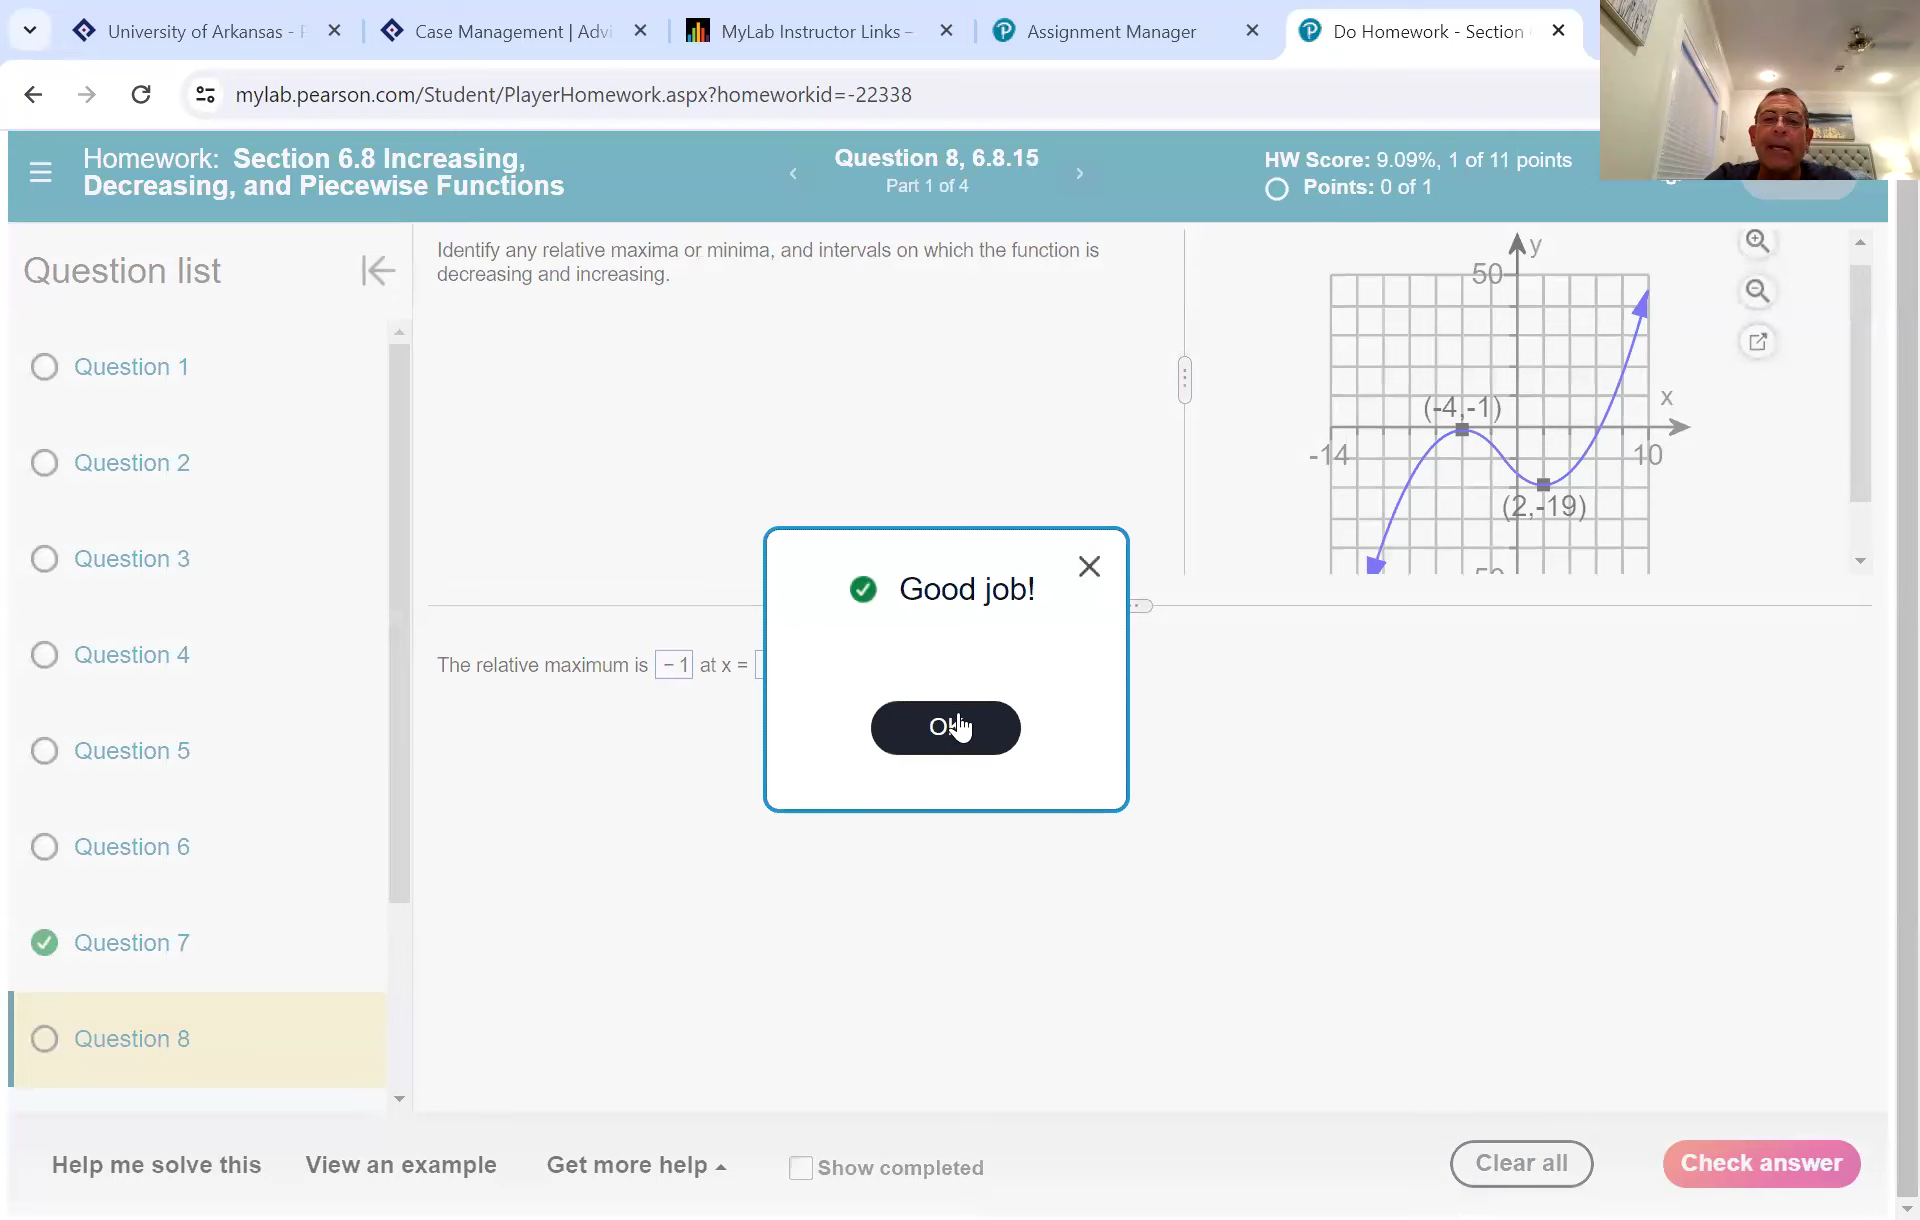 University of Arkansas -
Case Management | Advi
MyLab Instructor Links –
Assignment Manager
Do Homework - Section
mylab.pearson.com/Student/PlayerHomework.aspx?homeworkid=-22338
Homework: Section 6.8 Increasing,
Decreasing, and Piecewise Functions
Question 8, 6.8.15
Part 1 of 4
HW Score: 9.09%, 1 of 11 points
Points: 0 of 1
Question list
Question 1
Question 2
Question 3
Question 4
Question 5
Question 6
Question 7
Question 8
Identify any relative maxima or minima, and intervals on which the function is
decreasing and increasing.
y
50
(-4,-1)
x
-14
10
(2,-19)
Good job!
The relative maximum is -1 at x =
Help me solve this
View an example
Get more help
Show completed
Clear all
Check answer